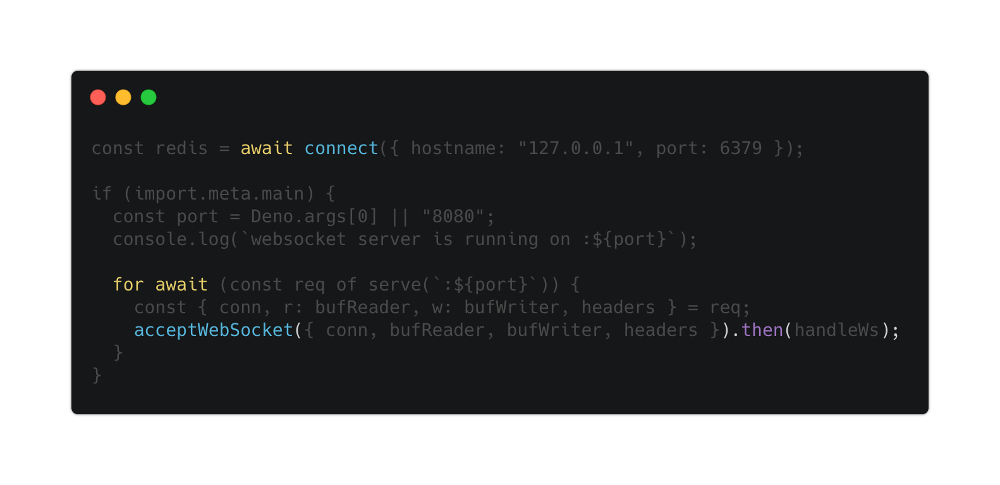 const redis = await connect({ hostname: "127.0.0.1", port: 6379 });
if (import.meta.main) {
  const port = Deno.args[0] || "8080";
  console.log(`websocket server is running on :${port}`);
  for await (const req of serve(`:${port}`)) {
    const { conn, r: bufReader, w: bufWriter, headers } = req;
    acceptWebSocket({ conn, bufReader, bufWriter, headers }).then(handleWs);
  }
}